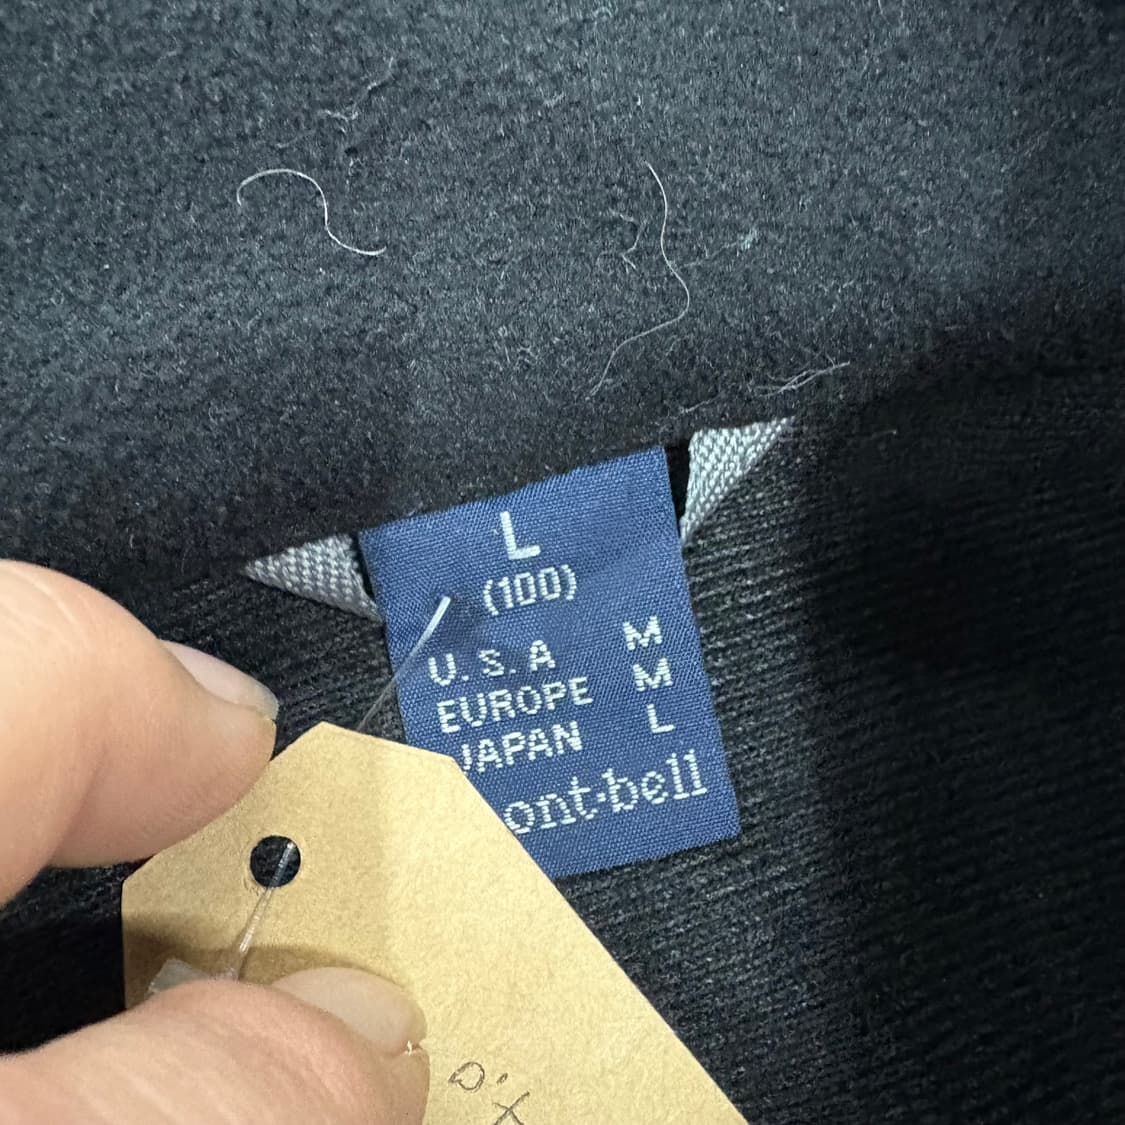 L
(100)
U.S.A M
EUROPE M
JAPAN L
ont·bell